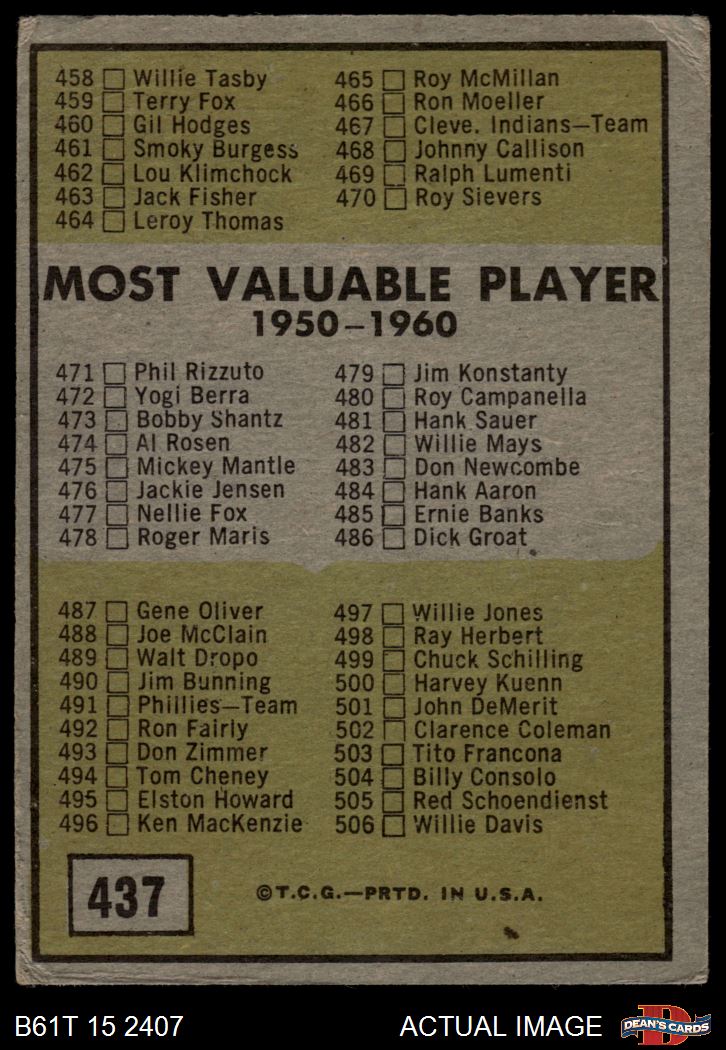 458 Willie Tasby
459 Terry Fox
460 Gil Hodges
461 Smoky Burgess
462 Lou Klimchock
463 Jack Fisher
464 Leroy Thomas
465 Roy McMillan
466 Ron Moeller
467 Cleve. Indians—Team
468 Johnny Callison
469 Ralph Lumenti
470 Roy Sievers
MOST VALUABLE PLAYER
1950–1960
471 Phil Rizzuto
472 Yogi Berra
473 Bobby Shantz
474 Al Rosen
475 Mickey Mantle
476 Jackie Jensen
477 Nellie Fox
478 Roger Maris
479 Jim Konstanty
480 Roy Campanella
481 Hank Sauer
482 Willie Mays
483 Don Newcombe
484 Hank Aaron
485 Ernie Banks
486 Dick Groat
487 Gene Oliver
488 Joe McClain
489 Walt Dropo
490 Jim Bunning
491 Phillies—Team
492 Ron Fairly
493 Don Zimmer
494 Tom Cheney
495 Elston Howard
496 Ken MacKenzie
497 Willie Jones
498 Ray Herbert
499 Chuck Schilling
500 Harvey Kuenn
501 John DeMerit
502 Clarence Coleman
503 Tito Francona
504 Billy Consolo
505 Red Schoendienst
506 Willie Davis
437
©T.C.G.—PRTD. IN U.S.A.
B61T 15 2407
ACTUAL IMAGE
D
DEAN'S CARDS